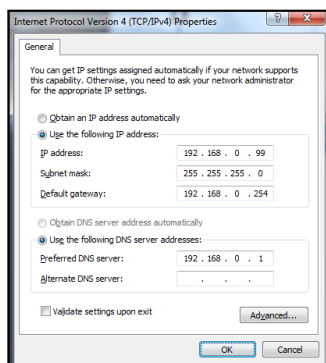 Internet Protocol Version 4 (TCP/IPv4) Properties
General
You can get IP settings assigned automatically if your network supports
this capability. Otherwise, you need to ask your network administrator
for the appropriate IP settings.
Obtain an IP address automatically
Use the following IP address:
IP address: 192 . 168 . 0 . 99
Subnet mask: 255 . 255 . 255 . 0
Default gateway: 192 . 168 . 0 . 254
Obtain DNS server address automatically
Use the following DNS server addresses:
Preferred DNS server: 192 . 168 . 0 . 1
Alternate DNS server: . . .
Validate settings upon exit
Advanced...
OK Cancel